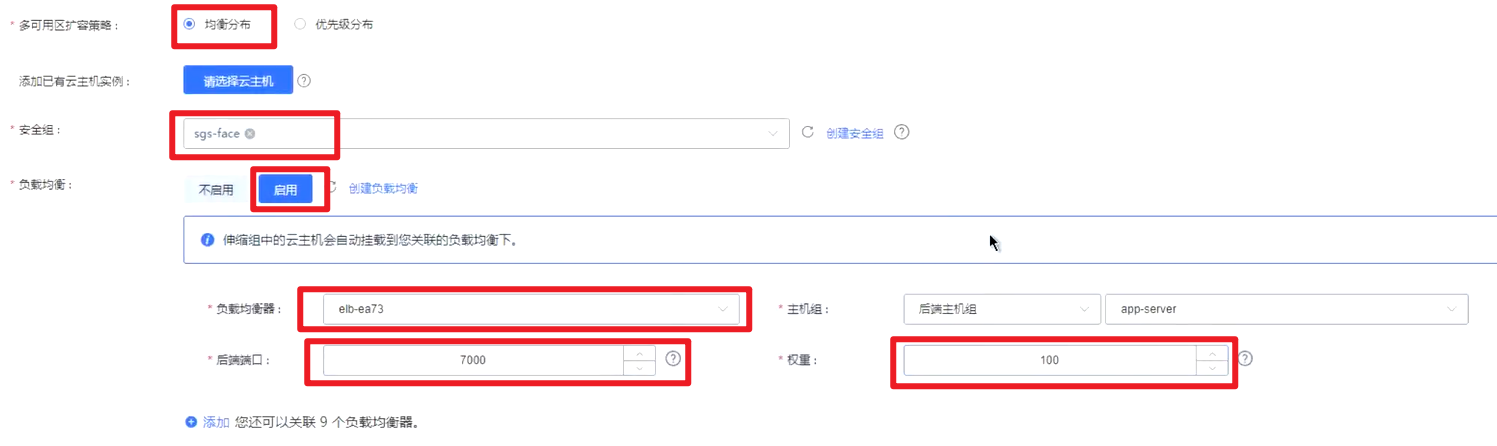 * 多可用区扩容策略： 均衡分布 优先级分布
添加已有云主机实例： 请选择云主机 ?
* 安全组： sgs-face 创建安全组 ?
* 负载均衡： 不启用 启用 创建负载均衡
伸缩组中的云主机会自动挂载到您关联的负载均衡下。
* 负载均衡器： elb-ea73 * 主机组： 后端主机组 app-server
* 后端端口： 7000 ? * 权重： 100 ?
添加 您还可以关联 9 个负载均衡器。